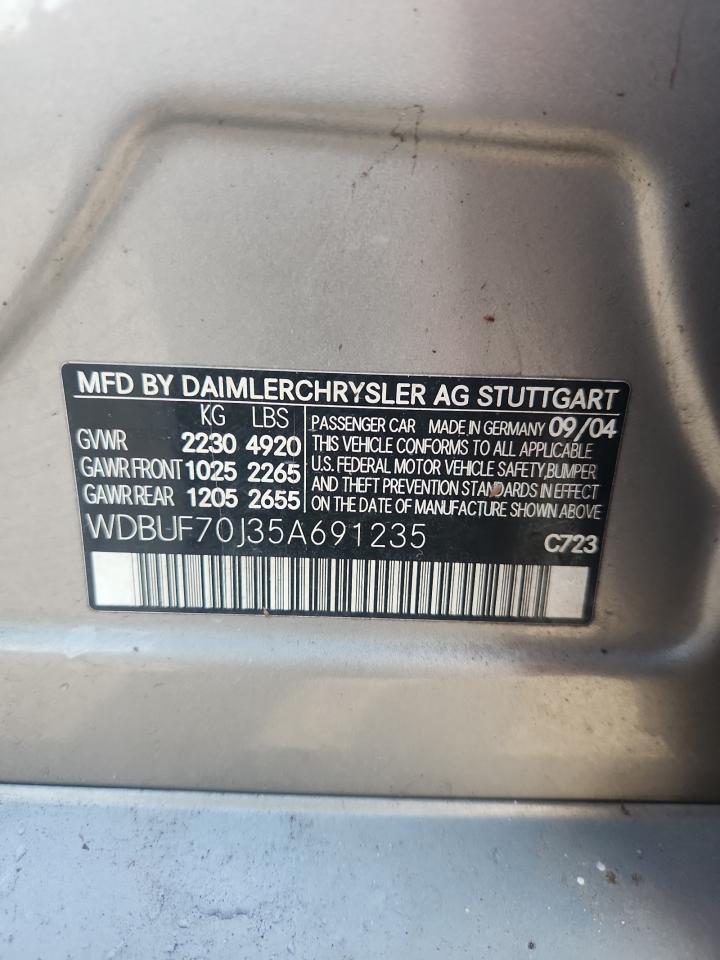 MFD BY DAIMLERCHRYSLER AG STUTTGART
KG LBS
GVWR 2230 4920
GAWR FRONT 1025 2265
GAWR REAR 1205 2655
PASSENGER CAR MADE IN GERMANY 09/04
THIS VEHICLE CONFORMS TO ALL APPLICABLE
U.S. FEDERAL MOTOR VEHICLE SAFETY,BUMPER
AND THEFT PREVENTION STANDARDS IN EFFECT
ON THE DATE OF MANUFACTURE SHOWN ABOVE
WDBUF70J35A691235
C723